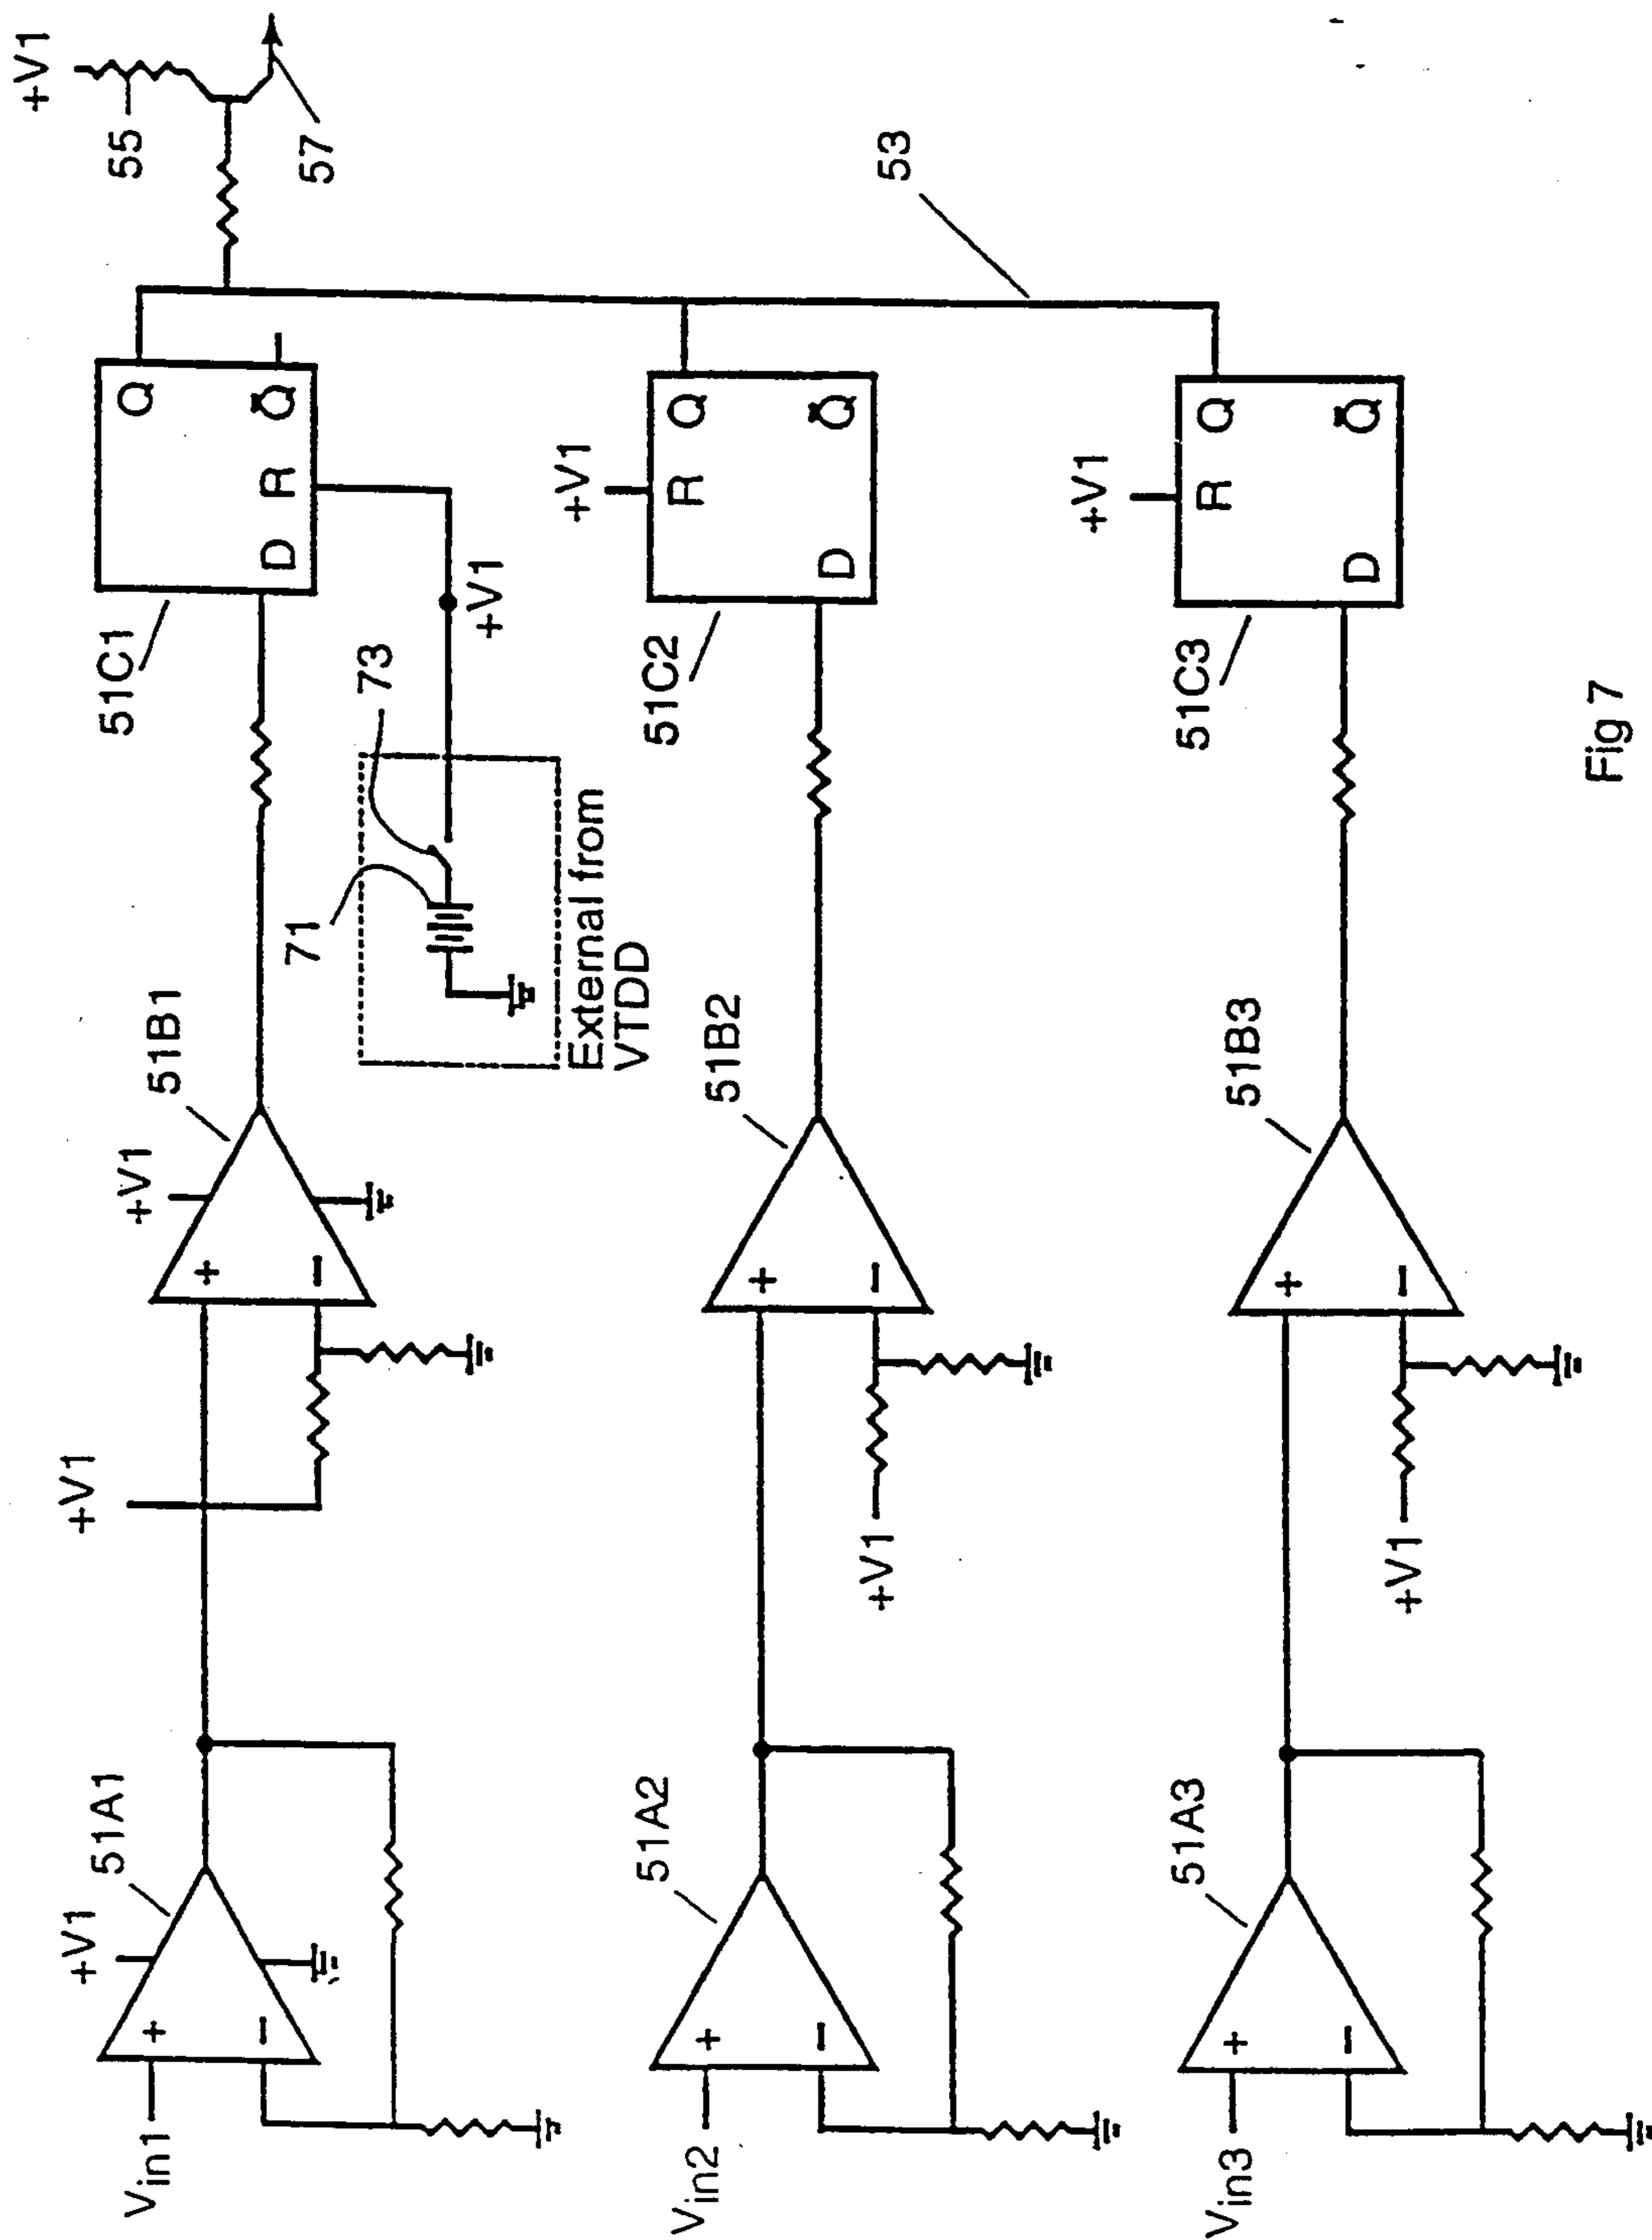 +V1
55
57
53
Q
Q̄
D
R
51C1
+V1
73
71
External from
VTDD
51B1
+V1
+
−
+V1
51A1
+V1
+
−
Vin1
+V1
R
Q
Q̄
D
51C2
51B2
+
−
+V1
51A2
+
−
Vin2
+V1
R
Q
Q̄
D
51C3
51B3
+
−
+V1
51A3
+
−
Vin3
Fig 7